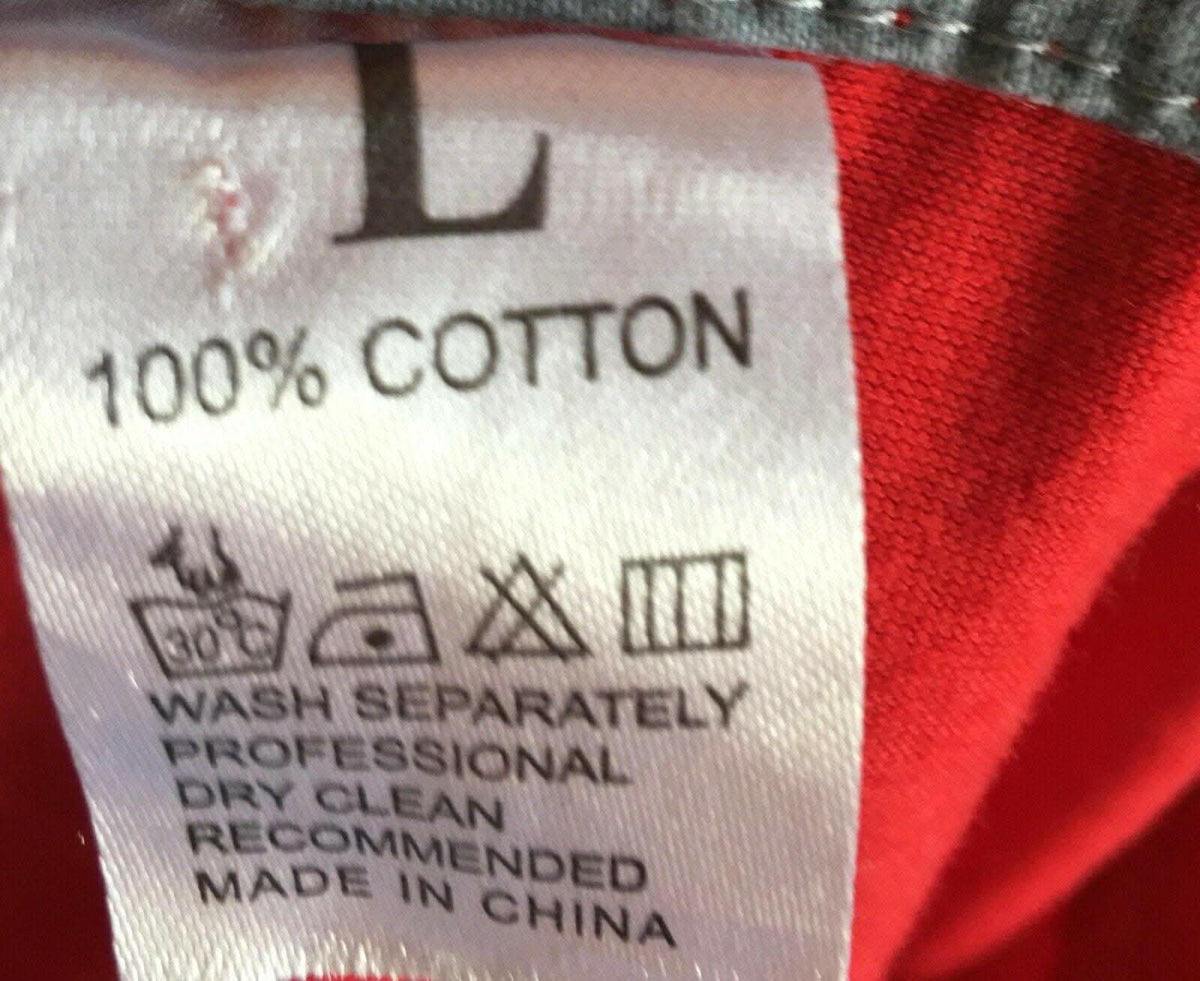 L
100% COTTON
30°C
WASH SEPARATELY
PROFESSIONAL
DRY CLEAN
RECOMMENDED
MADE IN CHINA